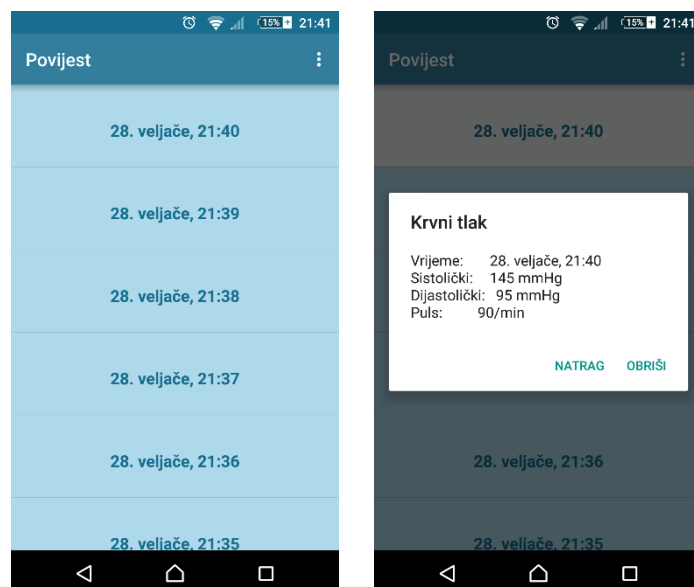 15% 21:41
Povijest
28. veljače, 21:40
28. veljače, 21:39
28. veljače, 21:38
28. veljače, 21:37
28. veljače, 21:36
28. veljače, 21:35
15% 21:41
Povijest
28. veljače, 21:40
Krvni tlak
Vrijeme: 28. veljače, 21:40
Sistolički: 145 mmHg
Dijastolički: 95 mmHg
Puls: 90/min
NATRAG OBRIŠI
28. veljače, 21:36
28. veljače, 21:35